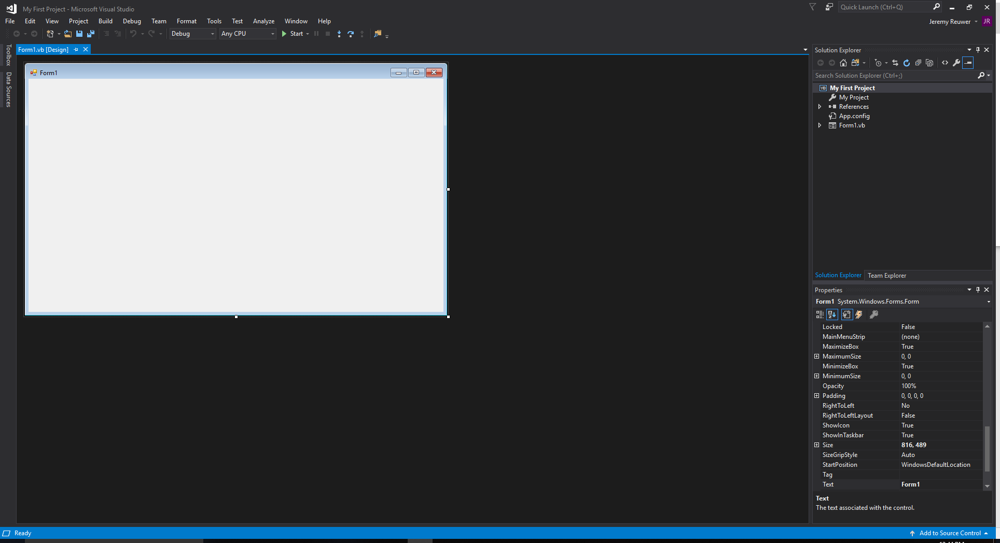 My First Project - Microsoft Visual Studio
Quick Launch (Ctrl+Q)
File Edit View Project Build Debug Team Format Tools Test Analyze Window Help
Jeremy Reuwer JR
Debug Any CPU Start
Toolbox
Data Sources
Form1.vb [Design]
Form1
Solution Explorer
Search Solution Explorer (Ctrl+;)
VB My First Project
My Project
References
App.config
Form1.vb
Solution Explorer Team Explorer
Properties
Form1 System.Windows.Forms.Form
Locked False
MainMenuStrip (none)
MaximizeBox True
MaximumSize 0, 0
MinimizeBox True
MinimumSize 0, 0
Opacity 100%
Padding 0, 0, 0, 0
RightToLeft No
RightToLeftLayout False
ShowIcon True
ShowInTaskbar True
Size 816, 489
SizeGripStyle Auto
StartPosition WindowsDefaultLocation
Tag
Text Form1
Text
The text associated with the control.
Ready
Add to Source Control